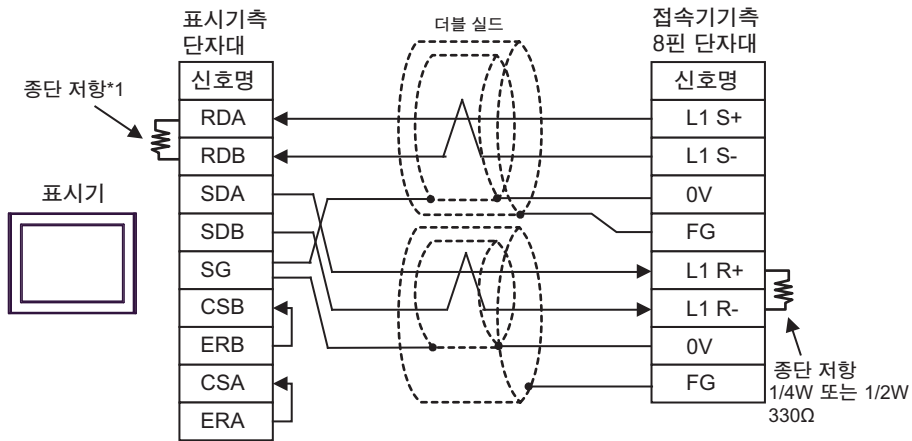 표시기측
단자대
더블 실드
접속기기측
8핀 단자대
종단 저항*1
표시기
신호명
RDA
RDB
SDA
SDB
SG
CSB
ERB
CSA
ERA
신호명
L1 S+
L1 S-
0V
FG
L1 R+
L1 R-
0V
FG
종단 저항
1/4W 또는 1/2W
330Ω